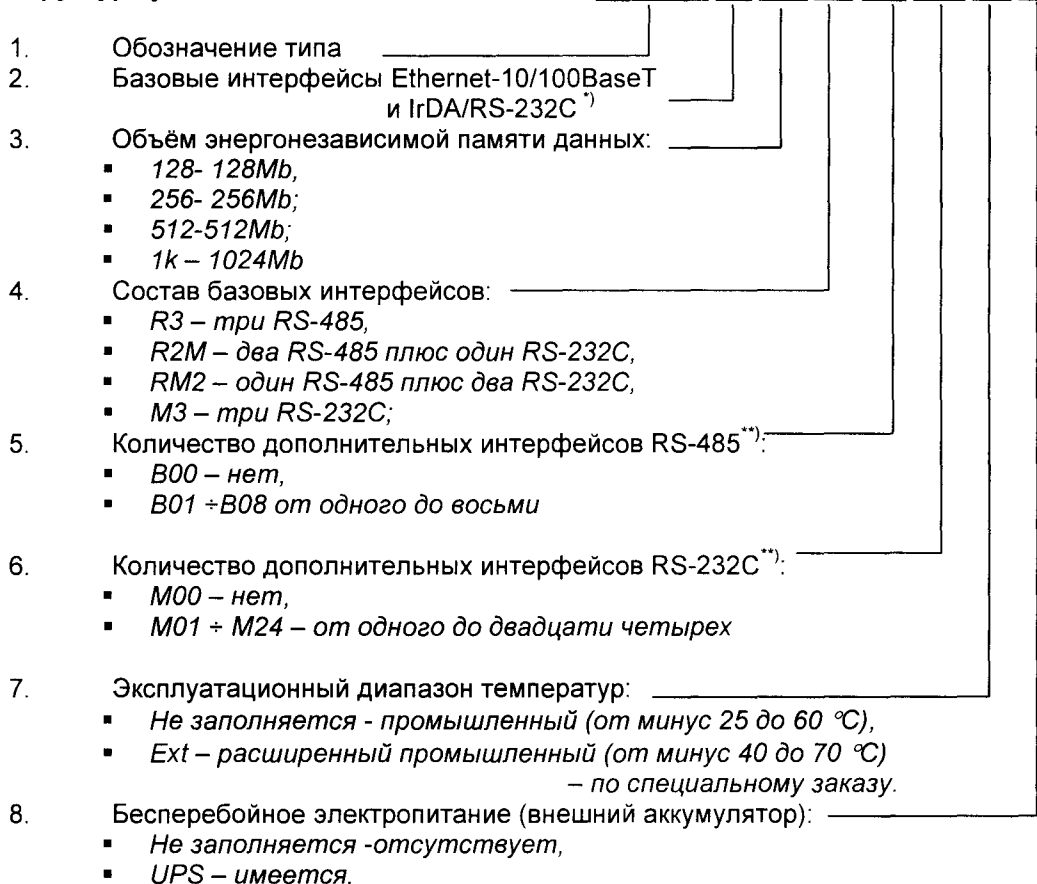 1. Обозначение типа
2. Базовые интерфейсы Ethernet-10/100BaseT
и IrDA/RS-232C *)
3. Объём энергонезависимой памяти данных:
▪ 128- 128Mb,
▪ 256- 256Mb;
▪ 512-512Mb;
▪ 1k – 1024Mb
4. Состав базовых интерфейсов:
▪ R3 – три RS-485,
▪ R2M – два RS-485 плюс один RS-232C,
▪ RM2 – один RS-485 плюс два RS-232C,
▪ M3 – три RS-232C;
5. Количество дополнительных интерфейсов RS-485**):
▪ B00 – нет,
▪ B01 ÷B08 от одного до восьми
6. Количество дополнительных интерфейсов RS-232C**):
▪ M00 – нет,
▪ M01 ÷ M24 – от одного до двадцати четырех
7. Эксплуатационный диапазон температур:
▪ Не заполняется - промышленный (от минус 25 до 60 °C),
▪ Ext – расширенный промышленный (от минус 40 до 70 °C)
– по специальному заказу.
8. Бесперебойное электропитание (внешний аккумулятор):
▪ Не заполняется -отсутствует,
▪ UPS – имеется.